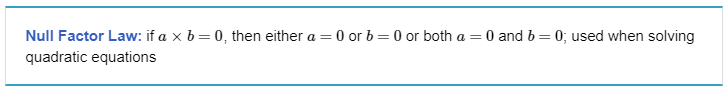 Null Factor Law: if a × b = 0, then either a = 0 or b = 0 or both a = 0 and b = 0; used when solving
quadratic equations